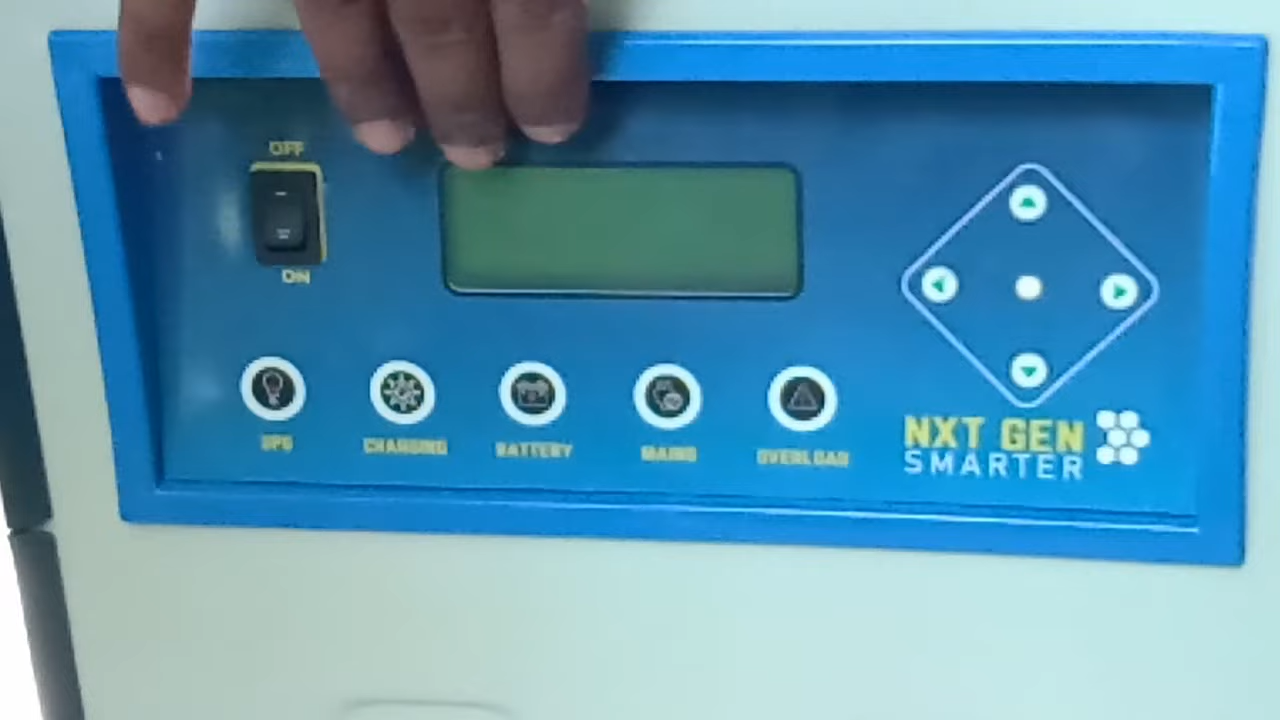 OFF
ON
UPS
CHARGING
BATTERY
MAINS
OVERLOAD
NXT GEN
SMARTER